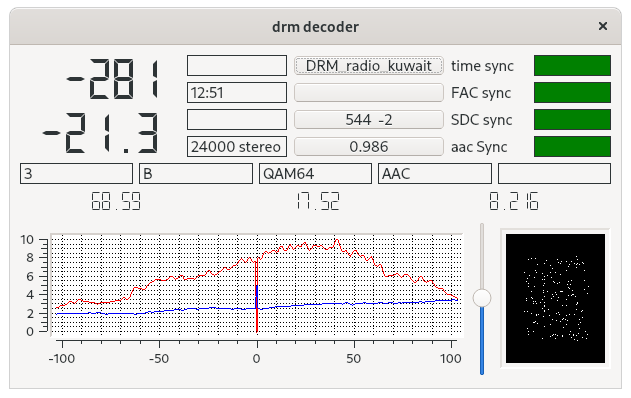 drm decoder ×
-281 DRM_radio_kuwait time sync
12:51 FAC sync
-21.3 544 -2 SDC sync
24000 stereo 0.986 aac Sync
3 B QAM64 AAC
68.59 17.52 8.216
10
8
6
4
2
0
-100 -50 0 50 100